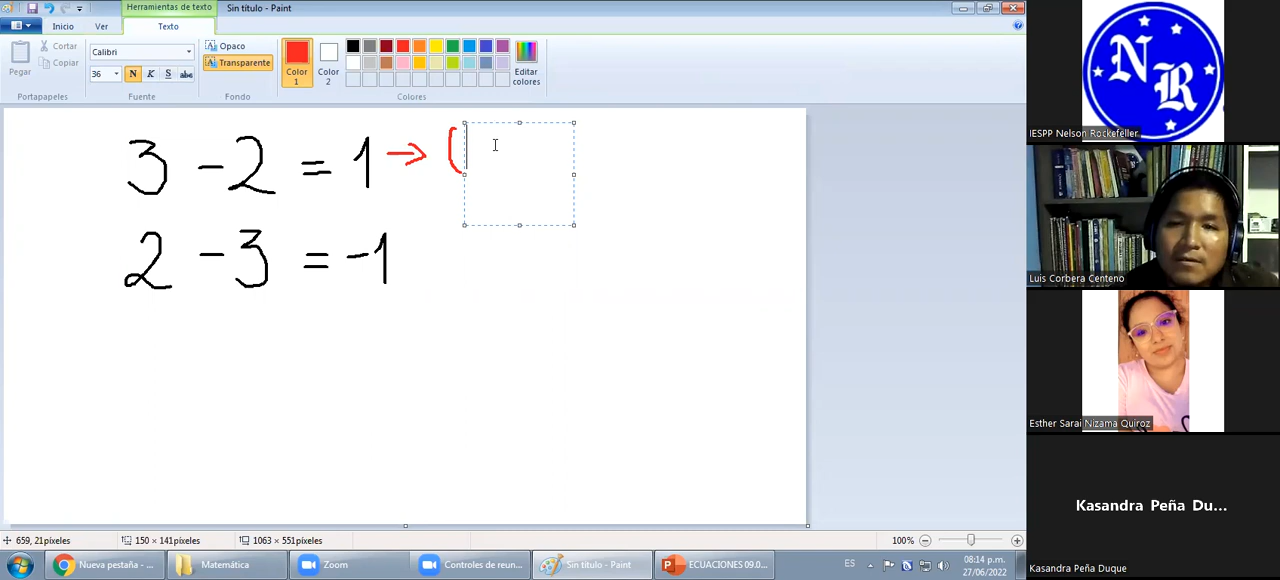 Herramientas de texto
Sin título - Paint
Inicio
Ver
Texto
Pegar
Cortar
Copiar
Portapapeles
Calibri
36
N K S abc
Fuente
Opaco
Transparente
Fondo
Color 1
Color 2
Editar colores
Colores
3 - 2 = 1 → (
2 - 3 = -1
NR
IESPP Nelson Rockefeller
Luis Corbera Centeno
Esther Sarai Nizama Quiroz
Kasandra Peña Du...
Kasandra Peña Duque
659, 21píxeles
150 × 141píxeles
1063 × 551píxeles
100%
Nueva pestaña - ...
Matemática
Zoom
Controles de reun...
Sin título - Paint
ECUACIONES 09.0...
ES
08:14 p.m.
27/06/2022